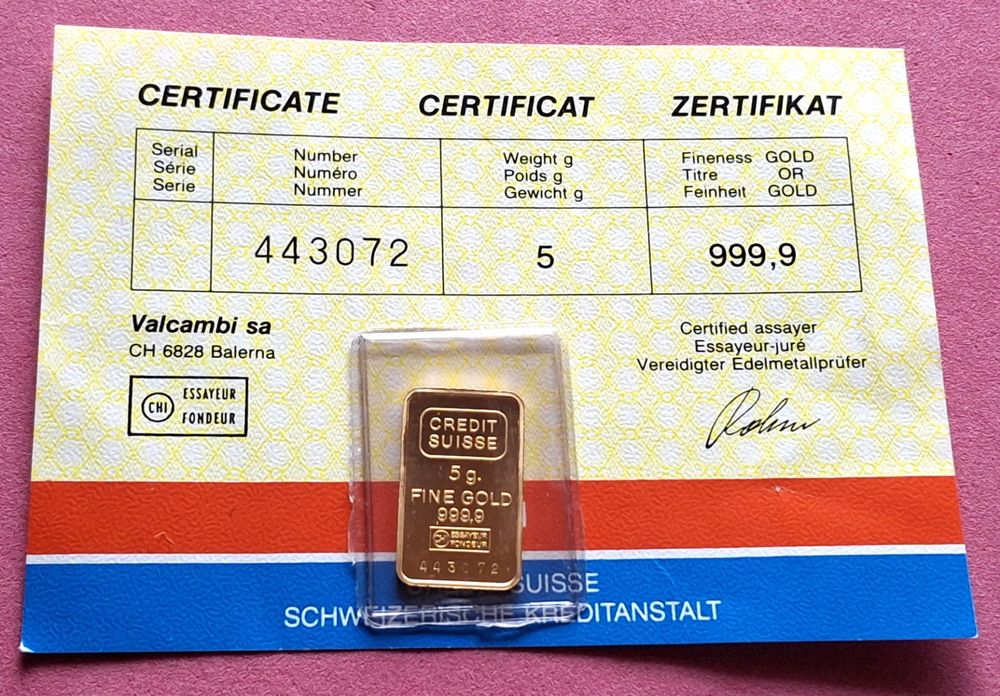 CERTIFICATE CERTIFICAT ZERTIFIKAT
Serial
Série
Serie
Number
Numéro
Nummer
Weight g
Poids g
Gewicht g
Fineness GOLD
Titre OR
Feinheit GOLD
443072 5 999,9
Valcambi sa
CH 6828 Balerna
CHI
ESSAYEUR
FONDEUR
Certified assayer
Essayeur-juré
Vereidigter Edelmetallprüfer
CREDIT
SUISSE
5 g.
FINE GOLD
999,9
ESSAYEUR
FONDEUR
443072
SUISSE
SCHWEIZERISCHE KREDITANSTALT